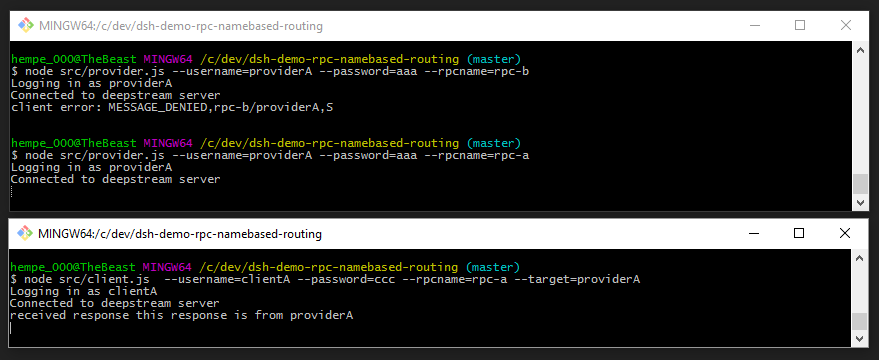 MINGW64:/c/dev/dsh-demo-rpc-namebased-routing
hempe_000@TheBeast MINGW64 /c/dev/dsh-demo-rpc-namebased-routing (master)
$ node src/provider.js --username=providerA --password=aaa --rpcname=rpc-b
Logging in as providerA
Connected to deepstream server
client error: MESSAGE_DENIED,rpc-b/providerA,S
hempe_000@TheBeast MINGW64 /c/dev/dsh-demo-rpc-namebased-routing (master)
$ node src/provider.js --username=providerA --password=aaa --rpcname=rpc-a
Logging in as providerA
Connected to deepstream server
MINGW64:/c/dev/dsh-demo-rpc-namebased-routing
hempe_000@TheBeast MINGW64 /c/dev/dsh-demo-rpc-namebased-routing (master)
$ node src/client.js  --username=clientA --password=ccc --rpcname=rpc-a --target=providerA
Logging in as clientA
Connected to deepstream server
received response this response is from providerA